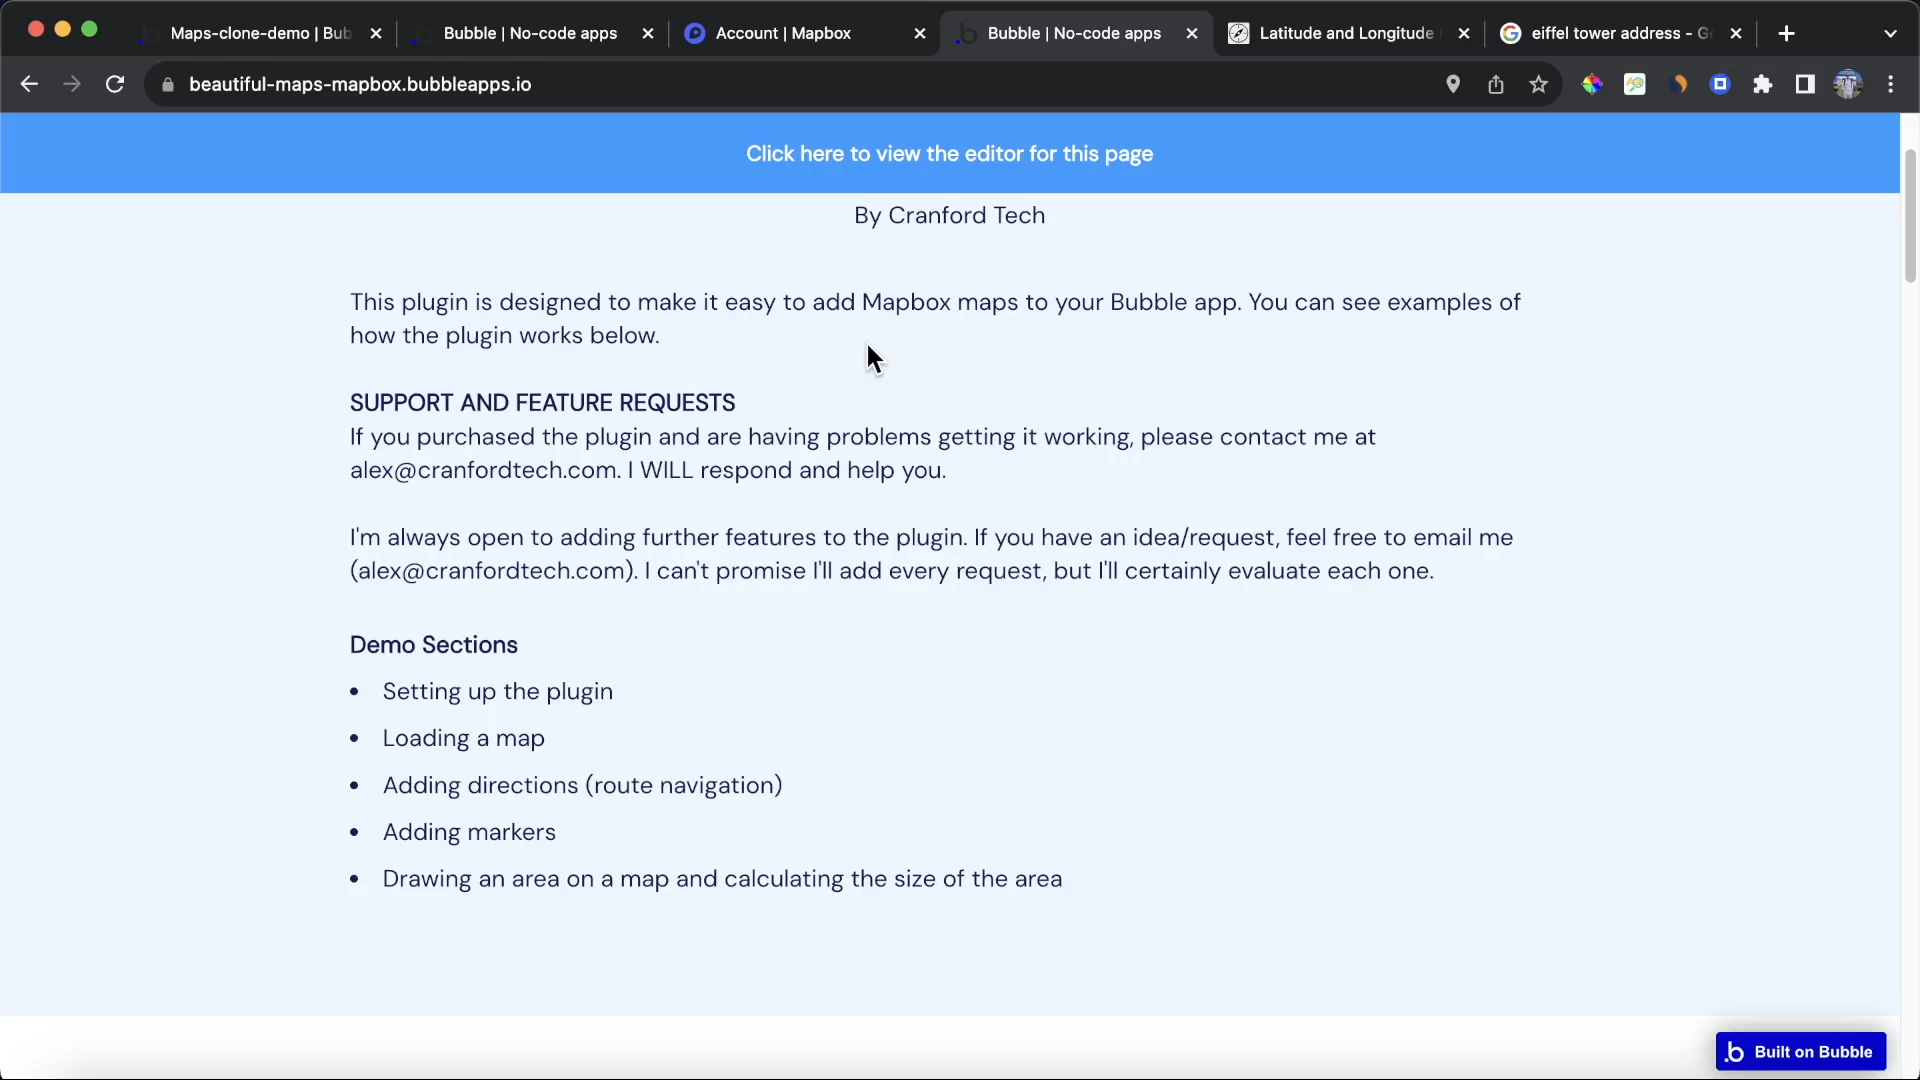 Maps-clone-demo | Bub
Bubble | No-code apps
Account | Mapbox
Bubble | No-code apps
Latitude and Longitude
eiffel tower address - Go
beautiful-maps-mapbox.bubbleapps.io
Click here to view the editor for this page
By Cranford Tech
This plugin is designed to make it easy to add Mapbox maps to your Bubble app. You can see examples of
how the plugin works below.
SUPPORT AND FEATURE REQUESTS
If you purchased the plugin and are having problems getting it working, please contact me at
alex@cranfordtech.com. I WILL respond and help you.
I'm always open to adding further features to the plugin. If you have an idea/request, feel free to email me
(alex@cranfordtech.com). I can't promise I'll add every request, but I'll certainly evaluate each one.
Demo Sections
• Setting up the plugin
• Loading a map
• Adding directions (route navigation)
• Adding markers
• Drawing an area on a map and calculating the size of the area
.b Built on Bubble